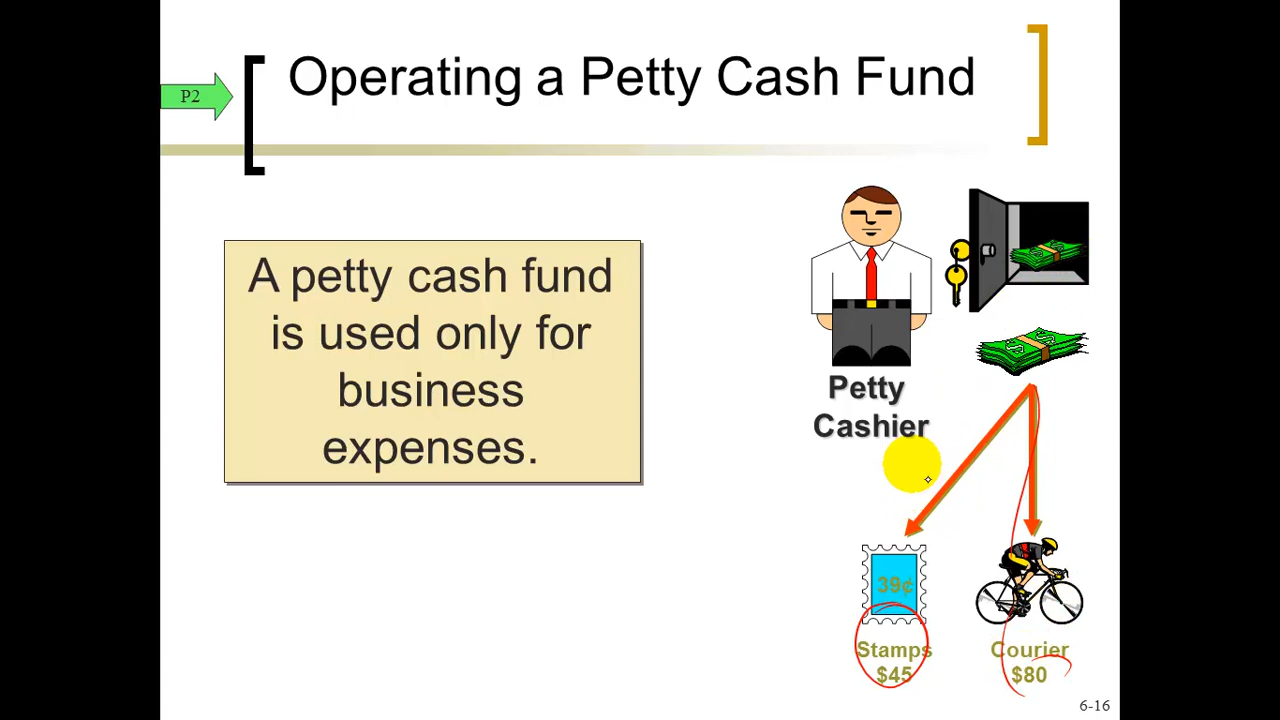 P2
Operating a Petty Cash Fund
A petty cash fund
is used only for
business
expenses.
Petty
Cashier
39¢
Stamps
$45
Courier
$80
6-16